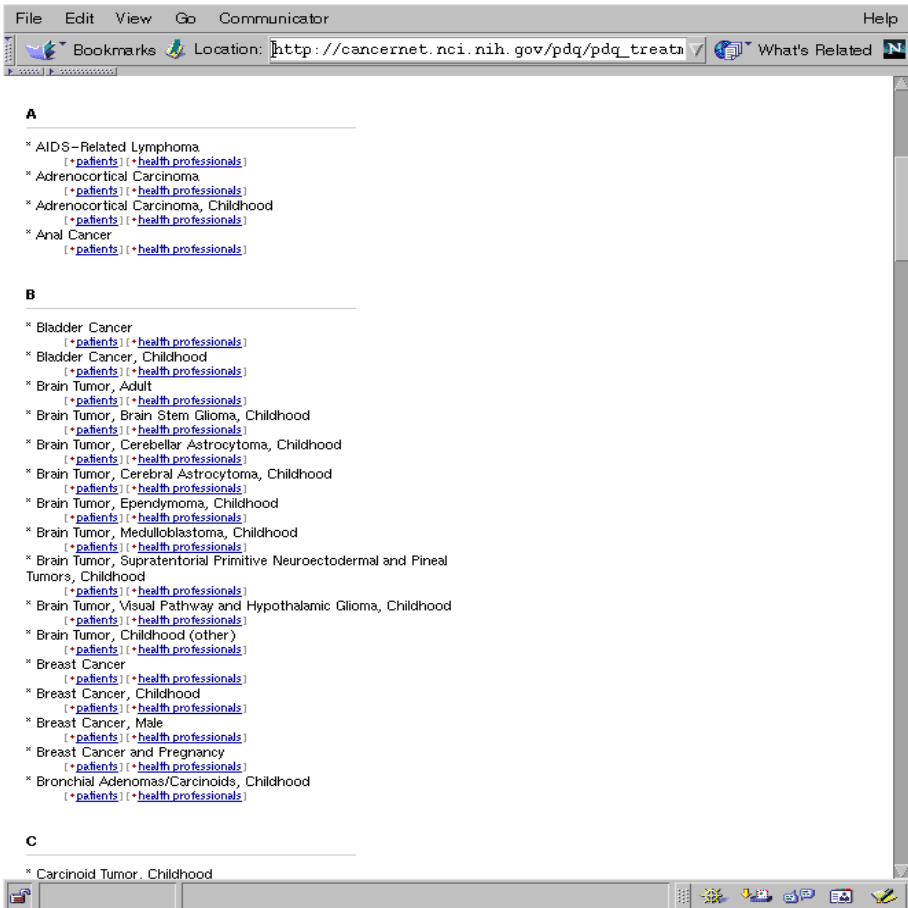 File Edit View Go Communicator Help
Bookmarks Location: http://cancernet.nci.nih.gov/pdq/pdq_treatm What's Related N
A
* AIDS-Related Lymphoma
[•patients] [•health professionals]
* Adrenocortical Carcinoma
[•patients] [•health professionals]
* Adrenocortical Carcinoma, Childhood
[•patients] [•health professionals]
* Anal Cancer
[•patients] [•health professionals]
B
* Bladder Cancer
[•patients] [•health professionals]
* Bladder Cancer, Childhood
[•patients] [•health professionals]
* Brain Tumor, Adult
[•patients] [•health professionals]
* Brain Tumor, Brain Stem Glioma, Childhood
[•patients] [•health professionals]
* Brain Tumor, Cerebellar Astrocytoma, Childhood
[•patients] [•health professionals]
* Brain Tumor, Cerebral Astrocytoma, Childhood
[•patients] [•health professionals]
* Brain Tumor, Ependymoma, Childhood
[•patients] [•health professionals]
* Brain Tumor, Medulloblastoma, Childhood
[•patients] [•health professionals]
* Brain Tumor, Supratentorial Primitive Neuroectodermal and Pineal
Tumors, Childhood
[•patients] [•health professionals]
* Brain Tumor, Visual Pathway and Hypothalamic Glioma, Childhood
[•patients] [•health professionals]
* Brain Tumor, Childhood (other)
[•patients] [•health professionals]
* Breast Cancer
[•patients] [•health professionals]
* Breast Cancer, Childhood
[•patients] [•health professionals]
* Breast Cancer, Male
[•patients] [•health professionals]
* Breast Cancer and Pregnancy
[•patients] [•health professionals]
* Bronchial Adenomas/Carcinoids, Childhood
[•patients] [•health professionals]
C
* Carcinoid Tumor. Childhood